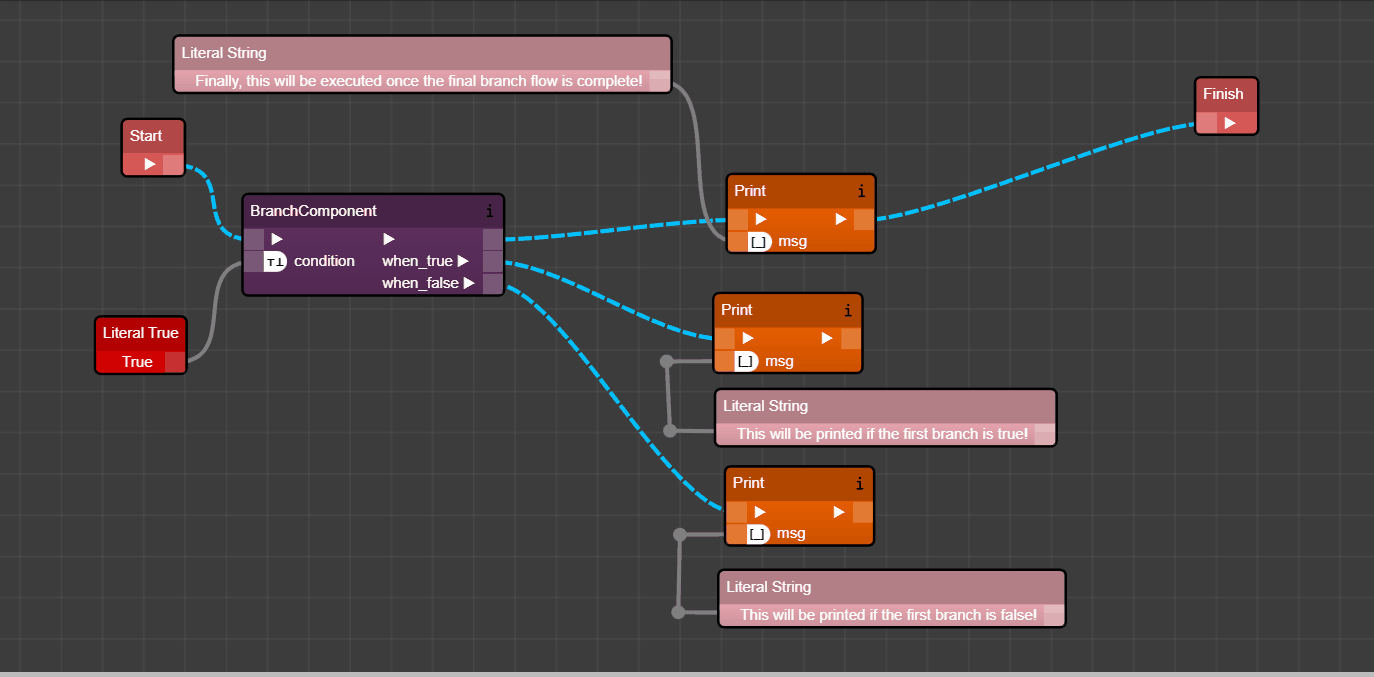 Literal String
Finally, this will be executed once the final branch flow is complete!
Finish
Start
Print i
[_] msg
BranchComponent i
condition
when_true
when_false
Literal True
True
Print i
[_] msg
Literal String
This will be printed if the first branch is true!
Print i
[_] msg
Literal String
This will be printed if the first branch is false!